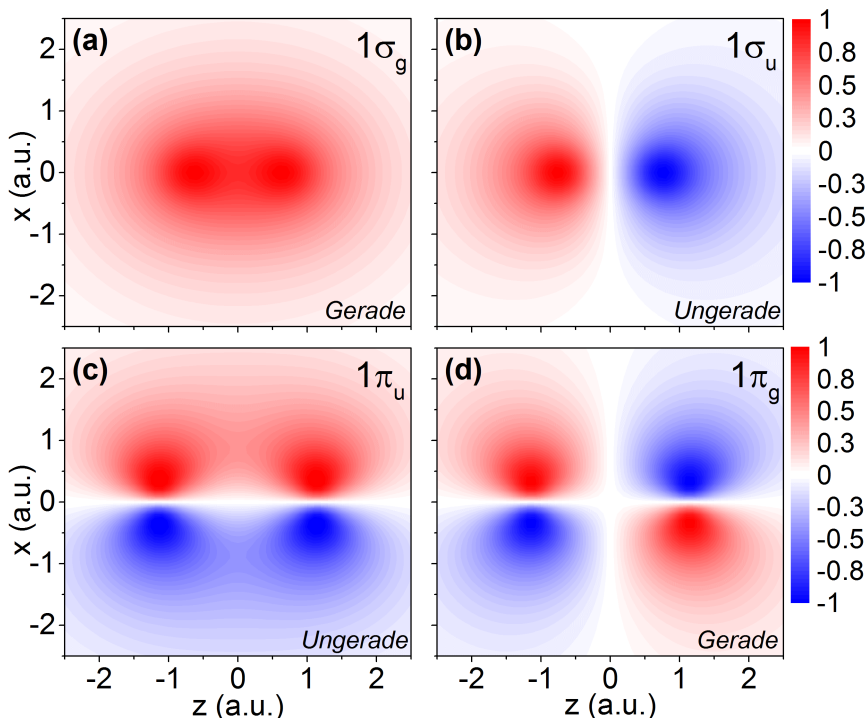 (a)
1σg
Gerade
(b)
1σu
Ungerade
(c)
1πu
Ungerade
(d)
1πg
Gerade
x (a.u.)
2
1
0
-1
-2
x (a.u.)
2
1
0
-1
-2
-2 -1 0 1 2
z (a.u.)
-2 -1 0 1 2
z (a.u.)
1
0.8
0.5
0.3
0
-0.3
-0.5
-0.8
-1
1
0.8
0.5
0.3
0
-0.3
-0.5
-0.8
-1